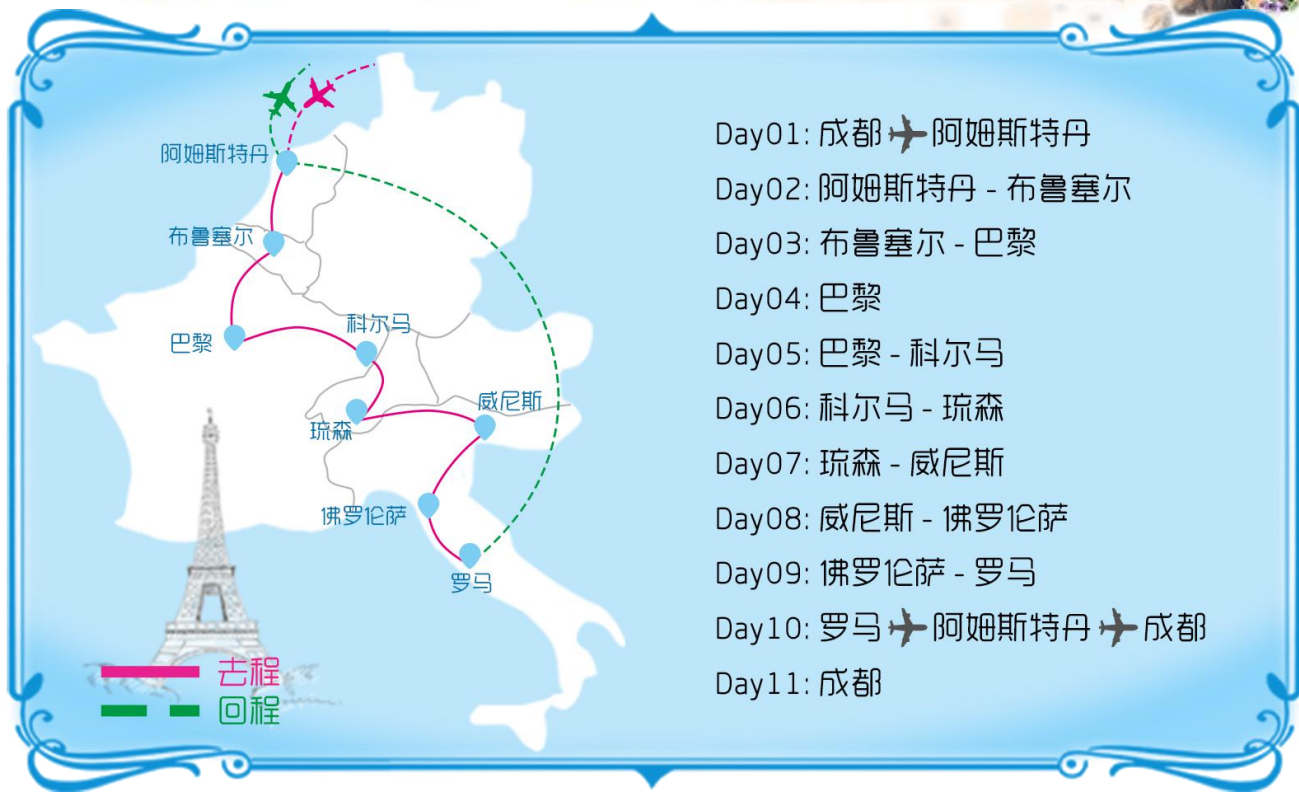 阿姆斯特丹
布鲁塞尔
巴黎
科尔马
琉森
威尼斯
佛罗伦萨
罗马
去程
回程
Day01: 成都 阿姆斯特丹
Day02: 阿姆斯特丹 - 布鲁塞尔
Day03: 布鲁塞尔 - 巴黎
Day04: 巴黎
Day05: 巴黎 - 科尔马
Day06: 科尔马 - 琉森
Day07: 琉森 - 威尼斯
Day08: 威尼斯 - 佛罗伦萨
Day09: 佛罗伦萨 - 罗马
Day10: 罗马 阿姆斯特丹 成都
Day11: 成都